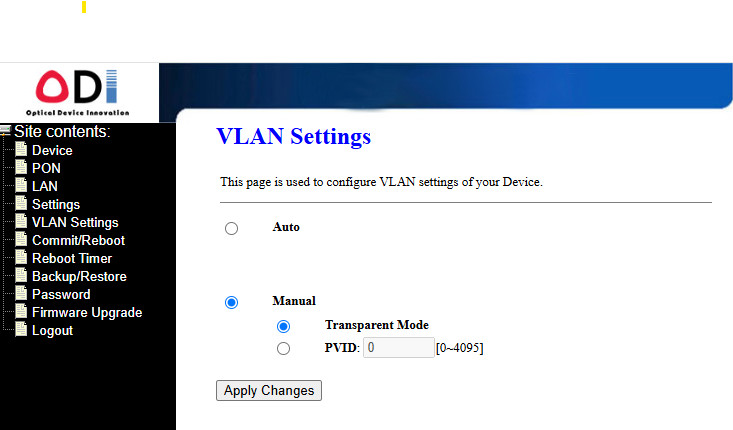 ODI
Optical Device Innovation
Site contents:
Device
PON
LAN
Settings
VLAN Settings
Commit/Reboot
Reboot Timer
Backup/Restore
Password
Firmware Upgrade
Logout
VLAN Settings
This page is used to configure VLAN settings of your Device.
Auto
Manual
Transparent Mode
PVID: 0 [0~4095]
Apply Changes